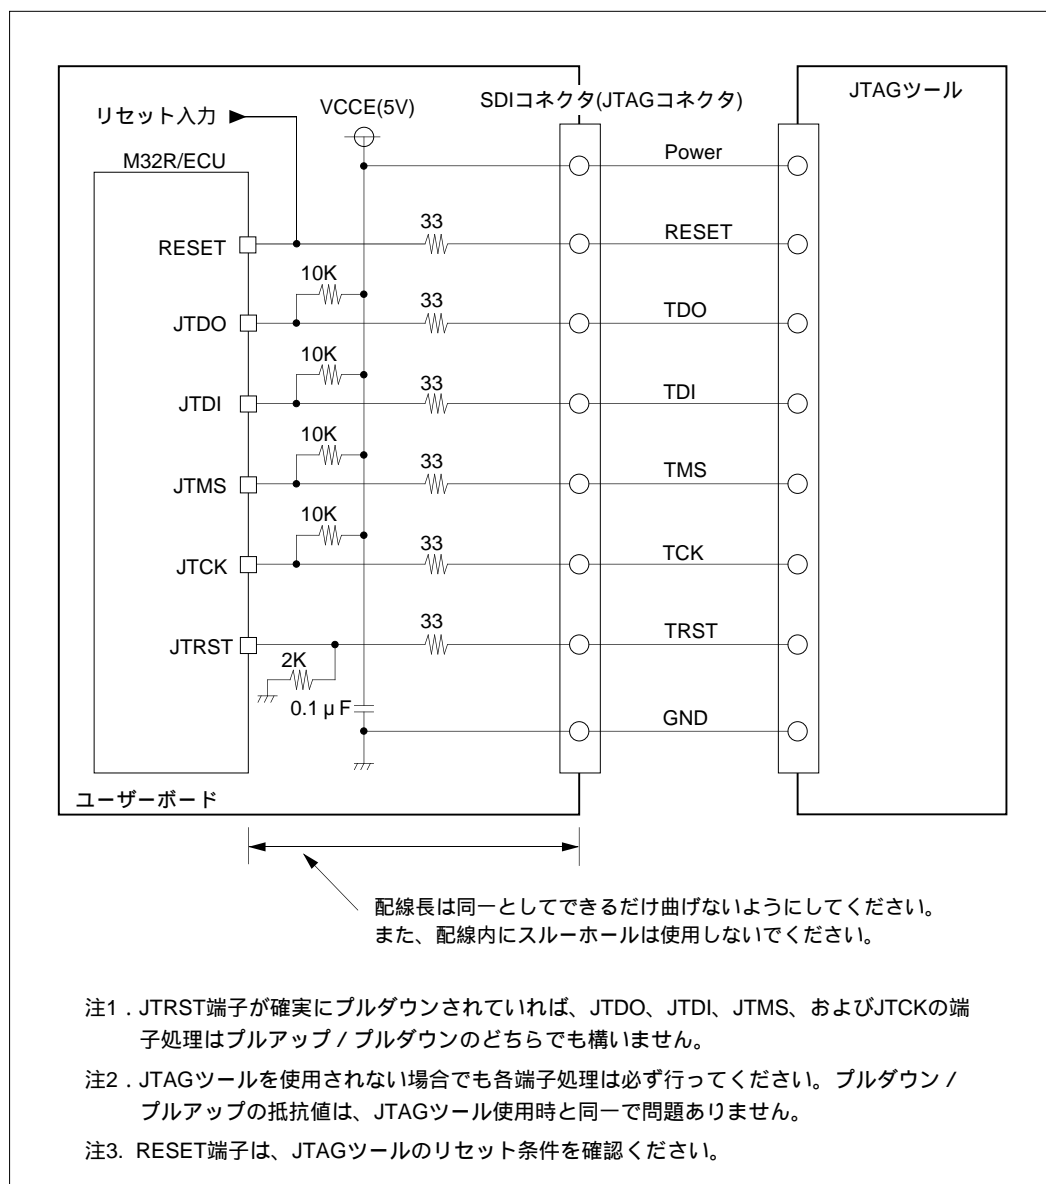 SDIコネクタ(JTAGコネクタ)
JTAGツール
VCCE(5V)
リセット入力
M32R/ECU
Power
RESET
33
RESET
10K
JTDO
33
TDO
10K
JTDI
33
TDI
10K
JTMS
33
TMS
10K
JTCK
33
TCK
JTRST
33
TRST
2K
0.1 μ F
GND
ユーザーボード
配線長は同一としてできるだけ曲げないようにしてください。
また、配線内にスルーホールは使用しないでください。
注1 . JTRST端子が確実にプルダウンされていれば、JTDO、JTDI、JTMS、およびJTCKの端
子処理はプルアップ / プルダウンのどちらでも構いません。
注2 . JTAGツールを使用されない場合でも各端子処理は必ず行ってください。プルダウン /
プルアップの抵抗値は、JTAGツール使用時と同一で問題ありません。
注3. RESET端子は、JTAGツールのリセット条件を確認ください。